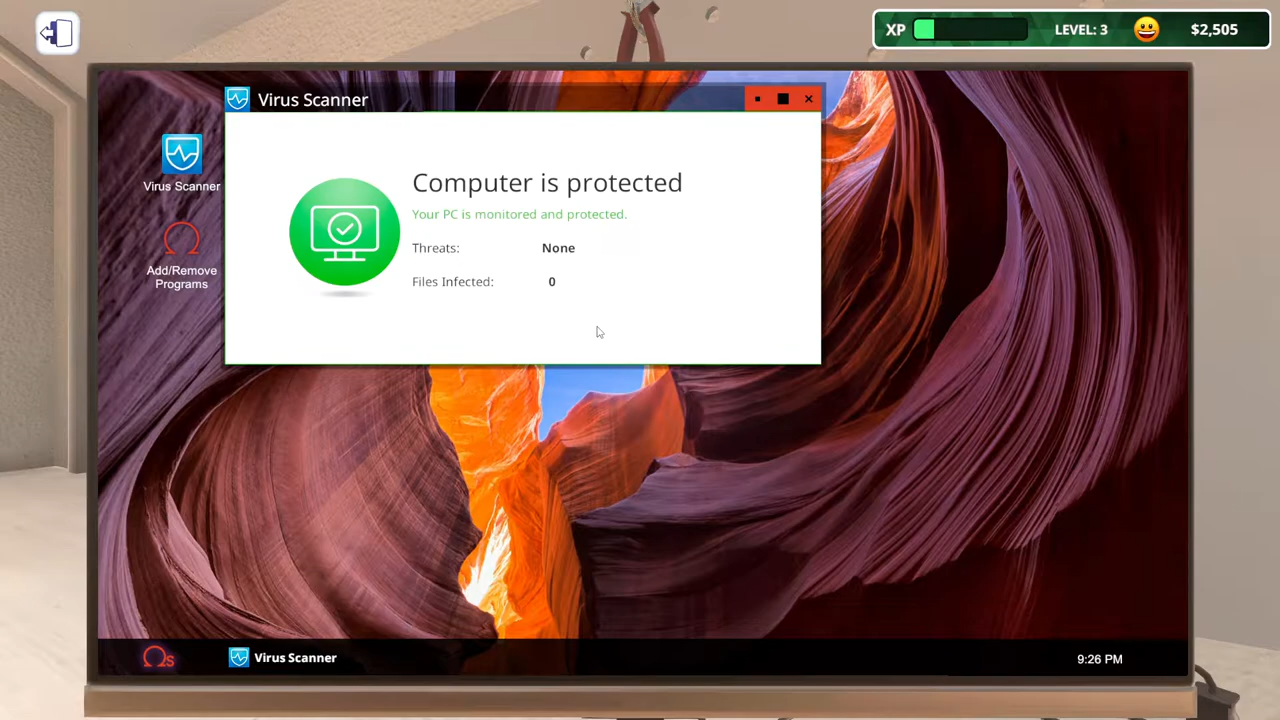 XP
LEVEL: 3
$2,505
Virus Scanner
Virus Scanner
Add/Remove
Programs
Computer is protected
Your PC is monitored and protected.
Threats: None
Files Infected: 0
Ωs
Virus Scanner
9:26 PM